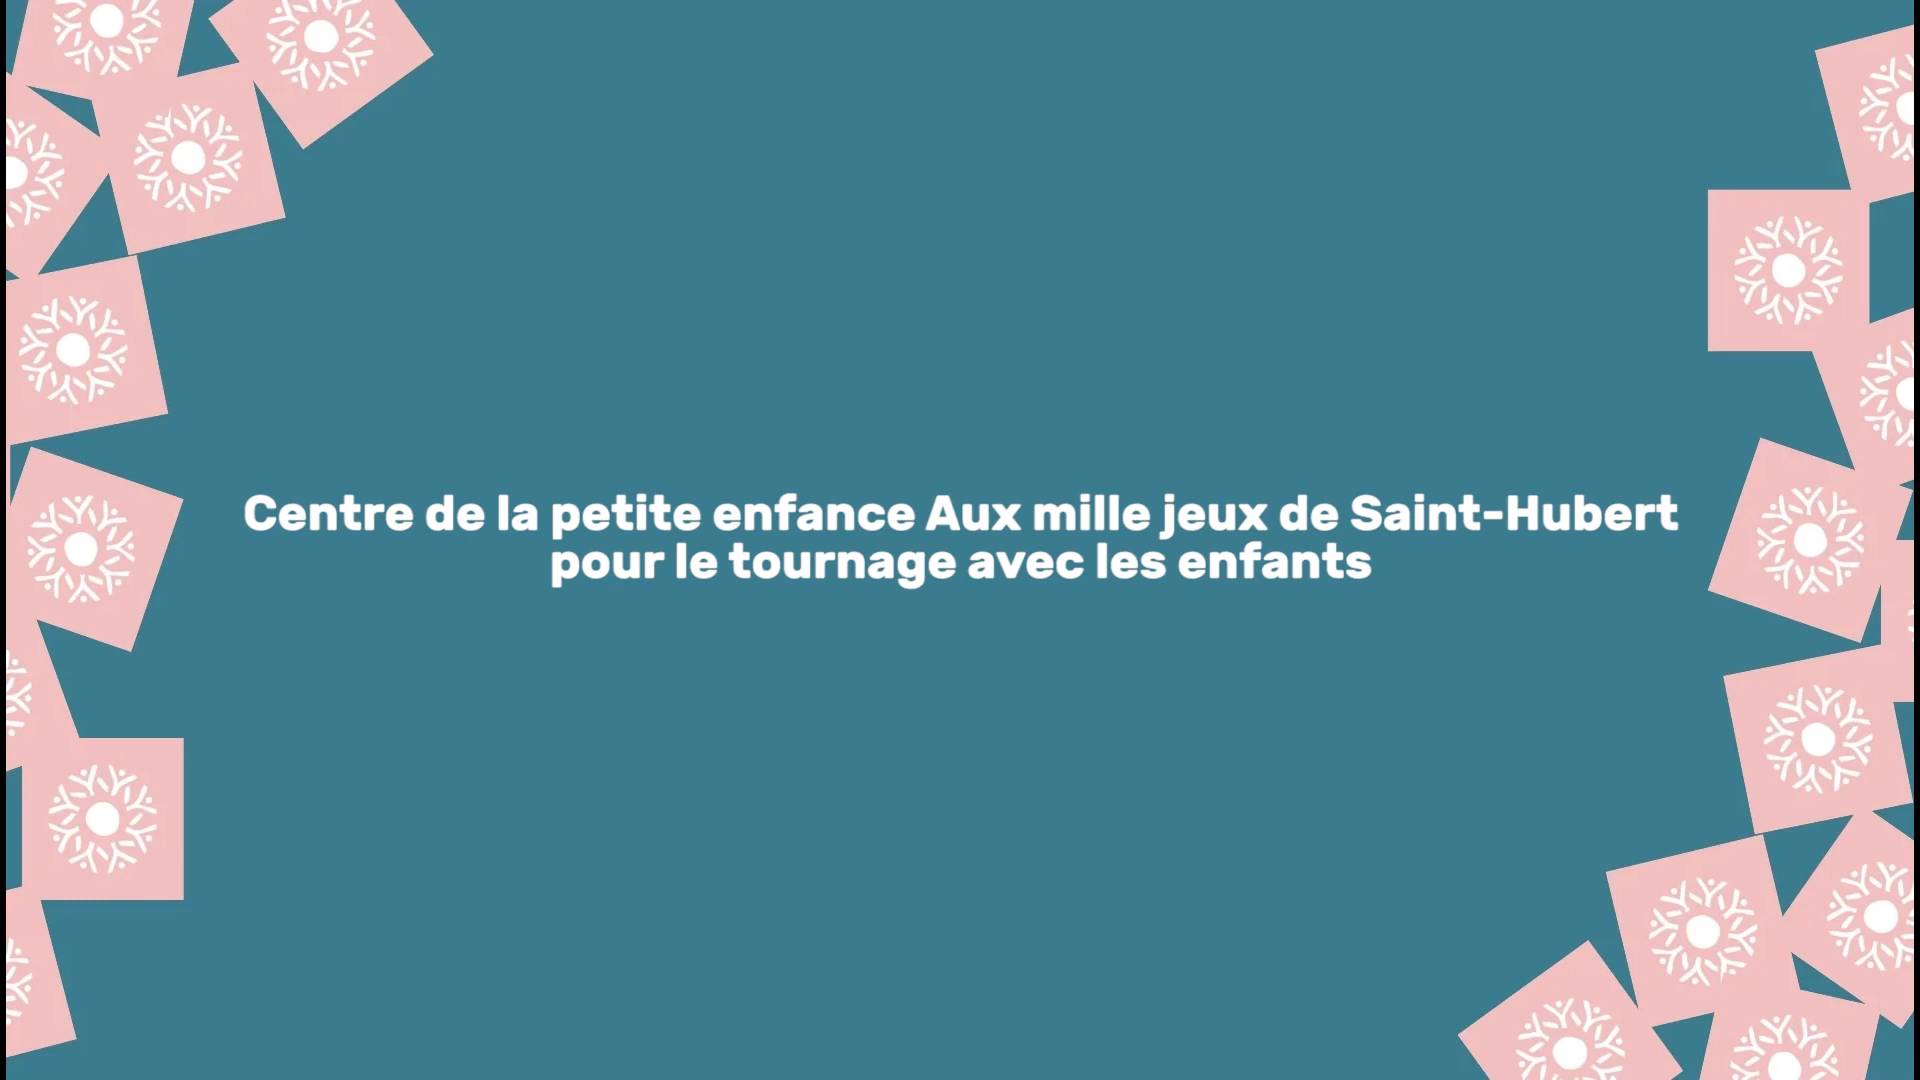 Centre de la petite enfance Aux mille jeux de Saint-Hubert
pour le tournage avec les enfants